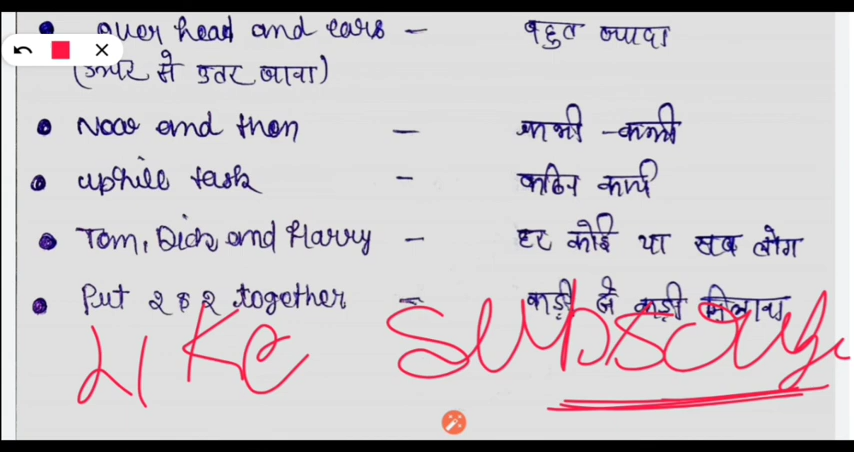 over head and ears - बहुत ज्यादा
(ऊपर से उतर जाना)
Now and then - कभी-कभी
uphill task - कठिन कार्य
Tom, Dick and Harry - हर कोई या सब लोग
Put 2 & 2 together - कड़ी से कड़ी मिलाना
LIKE Subscribe